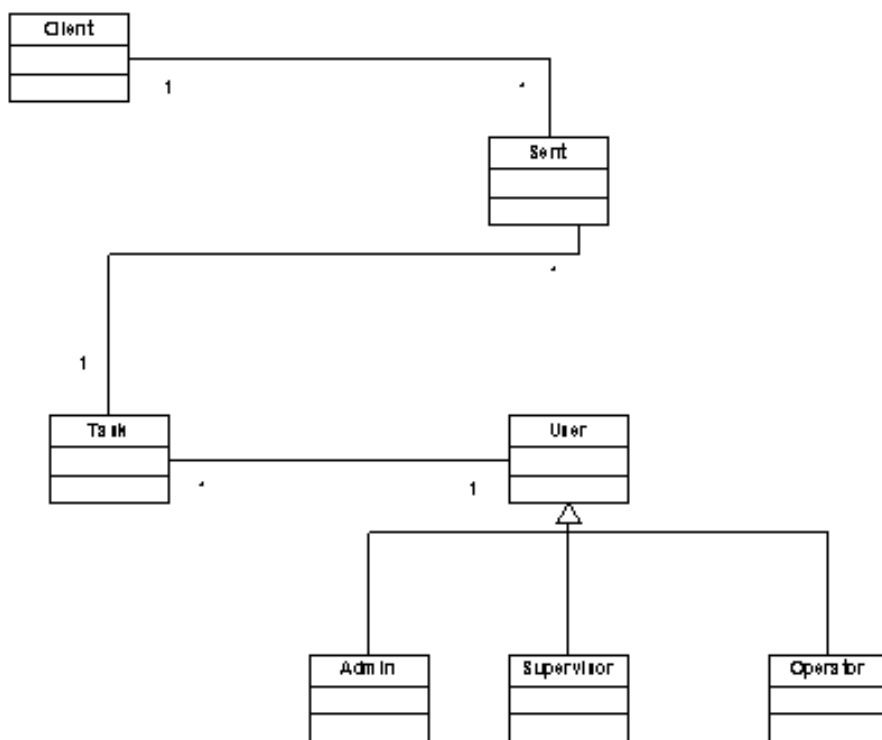 Client
1 *
Sent
*
1
Task User
* 1
Admin Supervisor Operator